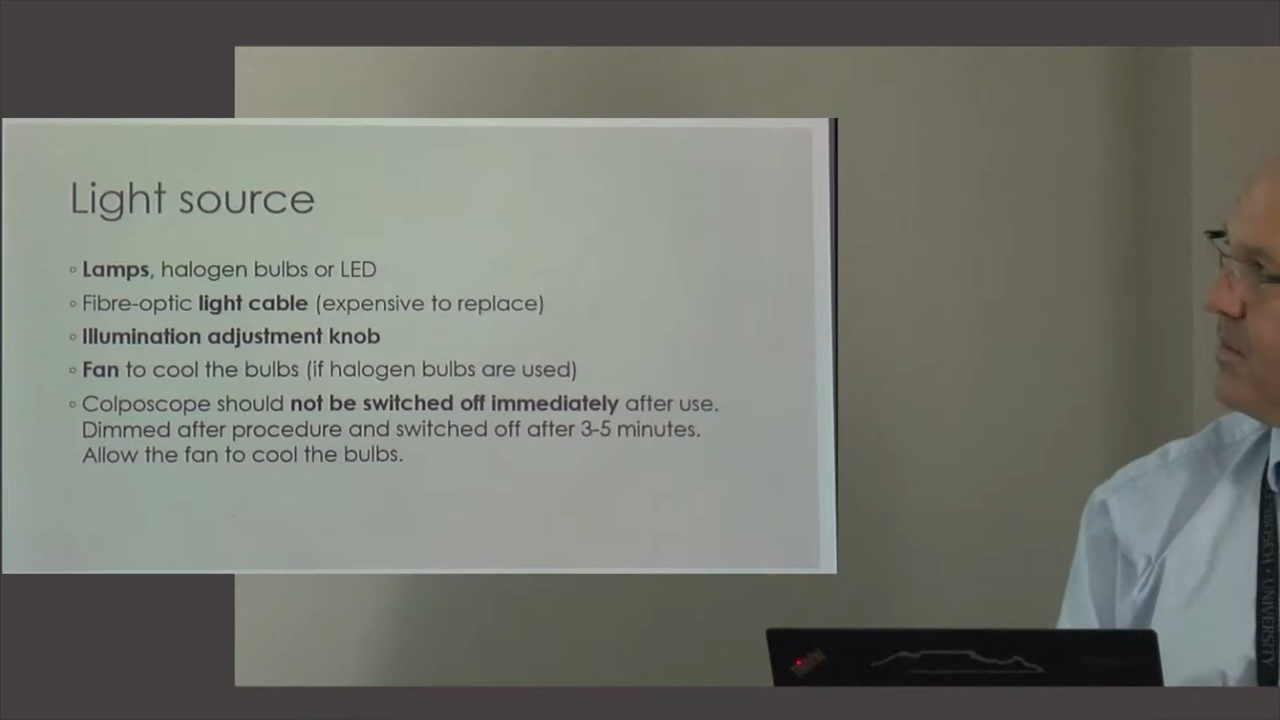 Light source
◦ Lamps, halogen bulbs or LED
◦ Fibre-optic light cable (expensive to replace)
◦ Illumination adjustment knob
◦ Fan to cool the bulbs (if halogen bulbs are used)
◦ Colposcope should not be switched off immediately after use.
Dimmed after procedure and switched off after 3-5 minutes.
Allow the fan to cool the bulbs.
UNIVERSITY